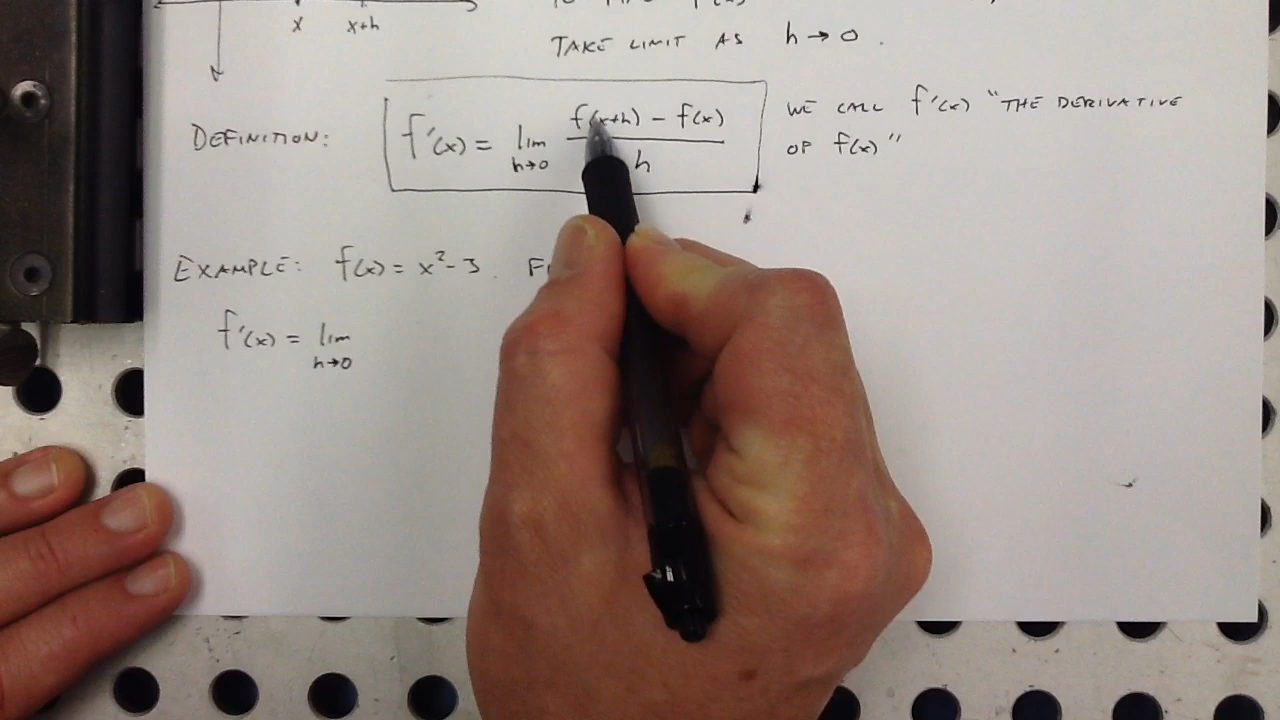 x x+h
TAKE LIMIT AS h→0.
DEFINITION: f'(x) = lim h→0 f(x+h) - f(x) / h
WE CALL f'(x) "THE DERIVATIVE
OF f(x)"
EXAMPLE: f(x) = x²-3.
f'(x) = lim h→0